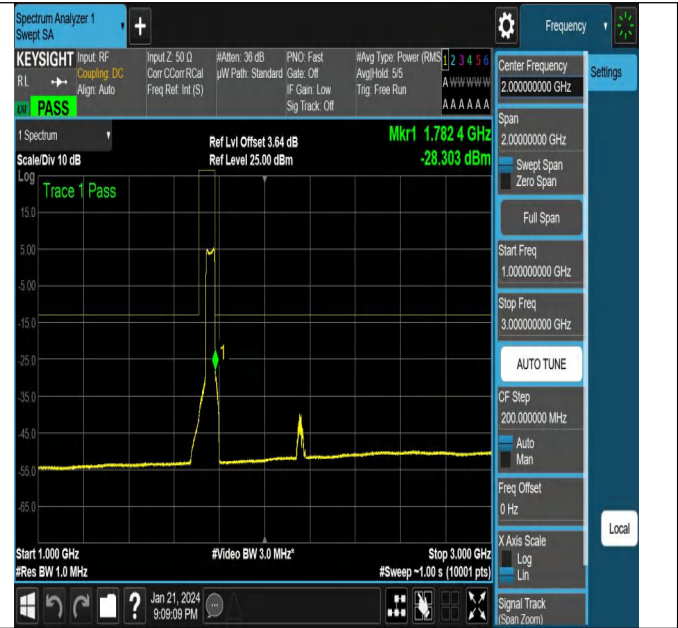 Spectrum Analyzer 1
Swept SA
+
Frequency
KEYSIGHT
RL
LXI PASS
Input: RF
Coupling: DC
Align: Auto
Input Z: 50 Ω
Corr CCorr RCal
Freq Ref: Int (S)
#Atten: 36 dB
µW Path: Standard
PNO: Fast
Gate: Off
IF Gain: Low
Sig Track: Off
#Avg Type: Power (RMS
Avg|Hold: 5/5
Trig: Free Run
1 2 3 4 5 6
A W W W W W
A A A A A A
1 Spectrum
Scale/Div 10 dB
Log
Ref Lvl Offset 3.64 dB
Ref Level 25.00 dBm
Mkr1 1.782 4 GHz
-28.303 dBm
Trace 1 Pass
15.0
5.00
-5.00
-15.0
-25.0
-35.0
-45.0
-55.0
-65.0
1
Start 1.000 GHz
#Res BW 1.0 MHz
#Video BW 3.0 MHz*
Stop 3.000 GHz
#Sweep ~1.00 s (10001 pts)
Center Frequency
2.000000000 GHz
Settings
Span
2.00000000 GHz
Swept Span
Zero Span
Full Span
Start Freq
1.000000000 GHz
Stop Freq
3.000000000 GHz
AUTO TUNE
CF Step
200.000000 MHz
Auto
Man
Freq Offset
0 Hz
Local
X Axis Scale
Log
Lin
Signal Track
(Span Zoom)
?
Jan 21, 2024
9:09:09 PM